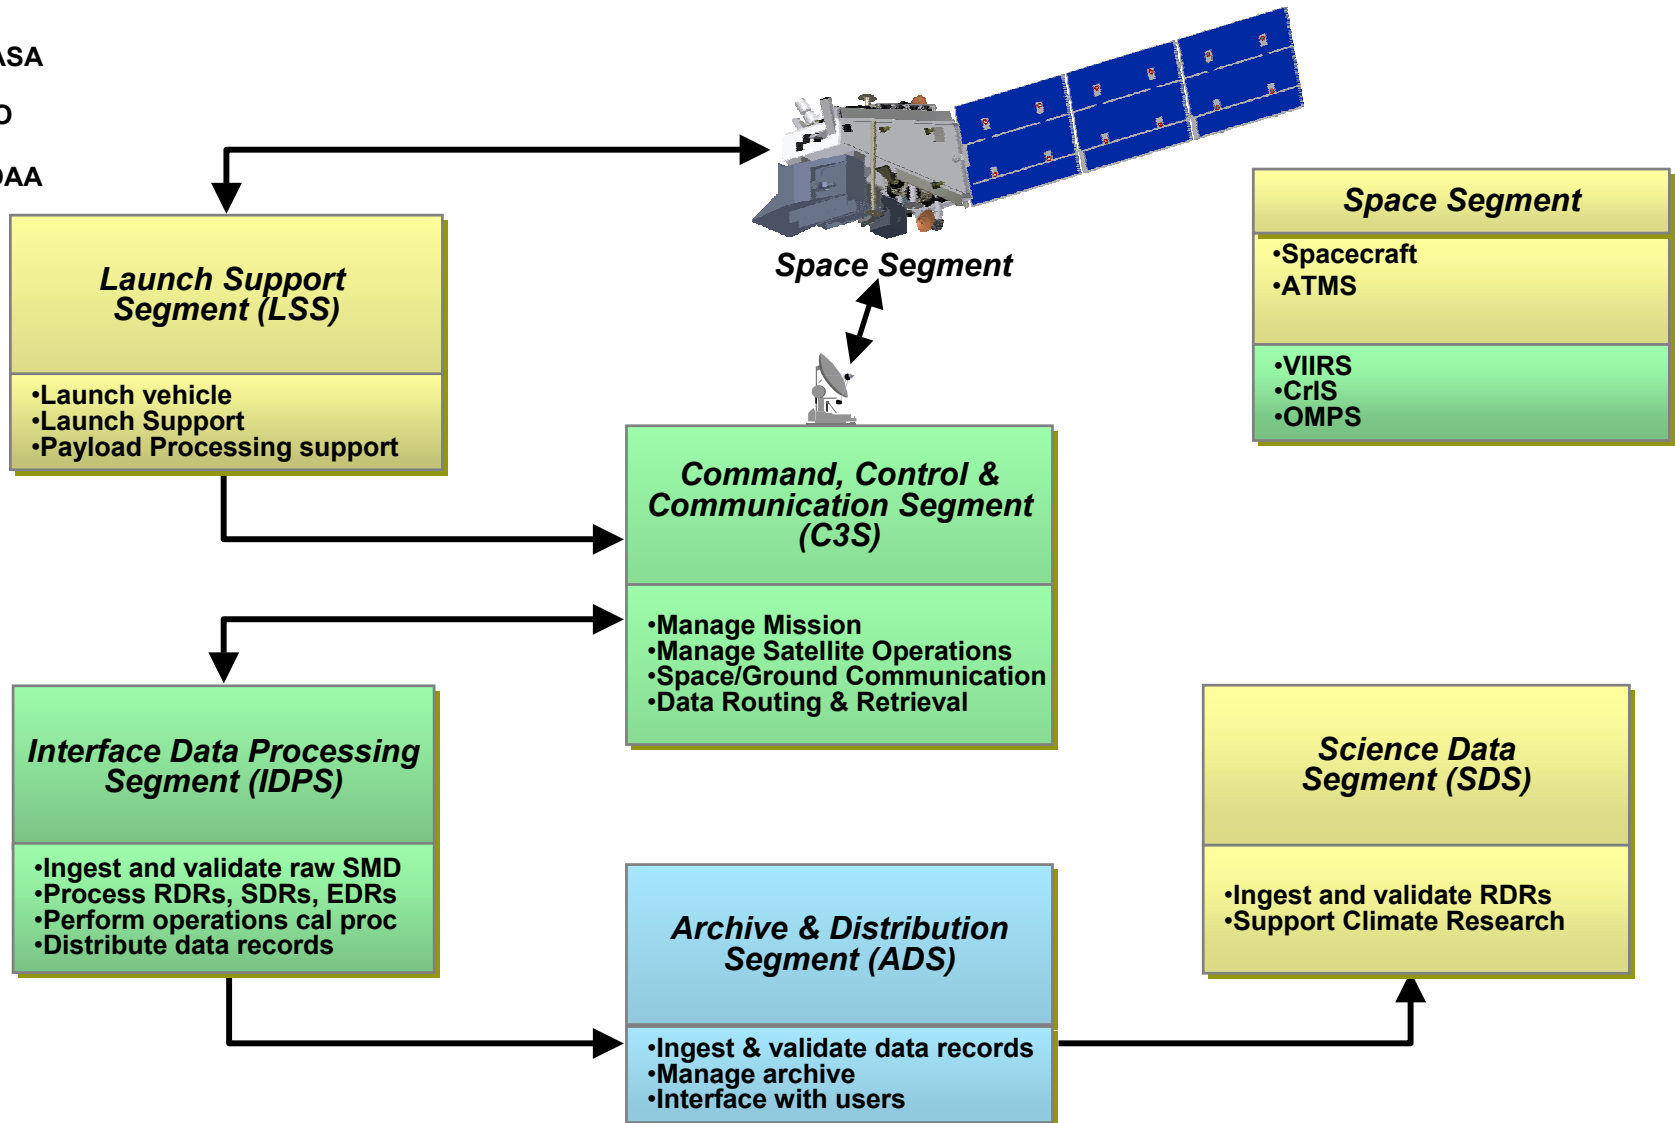 ASA
O
OAA
Space Segment
Launch Support
Segment (LSS)
•Launch vehicle
•Launch Support
•Payload Processing support
Space Segment
•Spacecraft
•ATMS
•VIIRS
•CrIS
•OMPS
Command, Control &
Communication Segment
(C3S)
•Manage Mission
•Manage Satellite Operations
•Space/Ground Communication
•Data Routing & Retrieval
Interface Data Processing
Segment (IDPS)
•Ingest and validate raw SMD
•Process RDRs, SDRs, EDRs
•Perform operations cal proc
•Distribute data records
Archive & Distribution
Segment (ADS)
•Ingest & validate data records
•Manage archive
•Interface with users
Science Data
Segment (SDS)
•Ingest and validate RDRs
•Support Climate Research